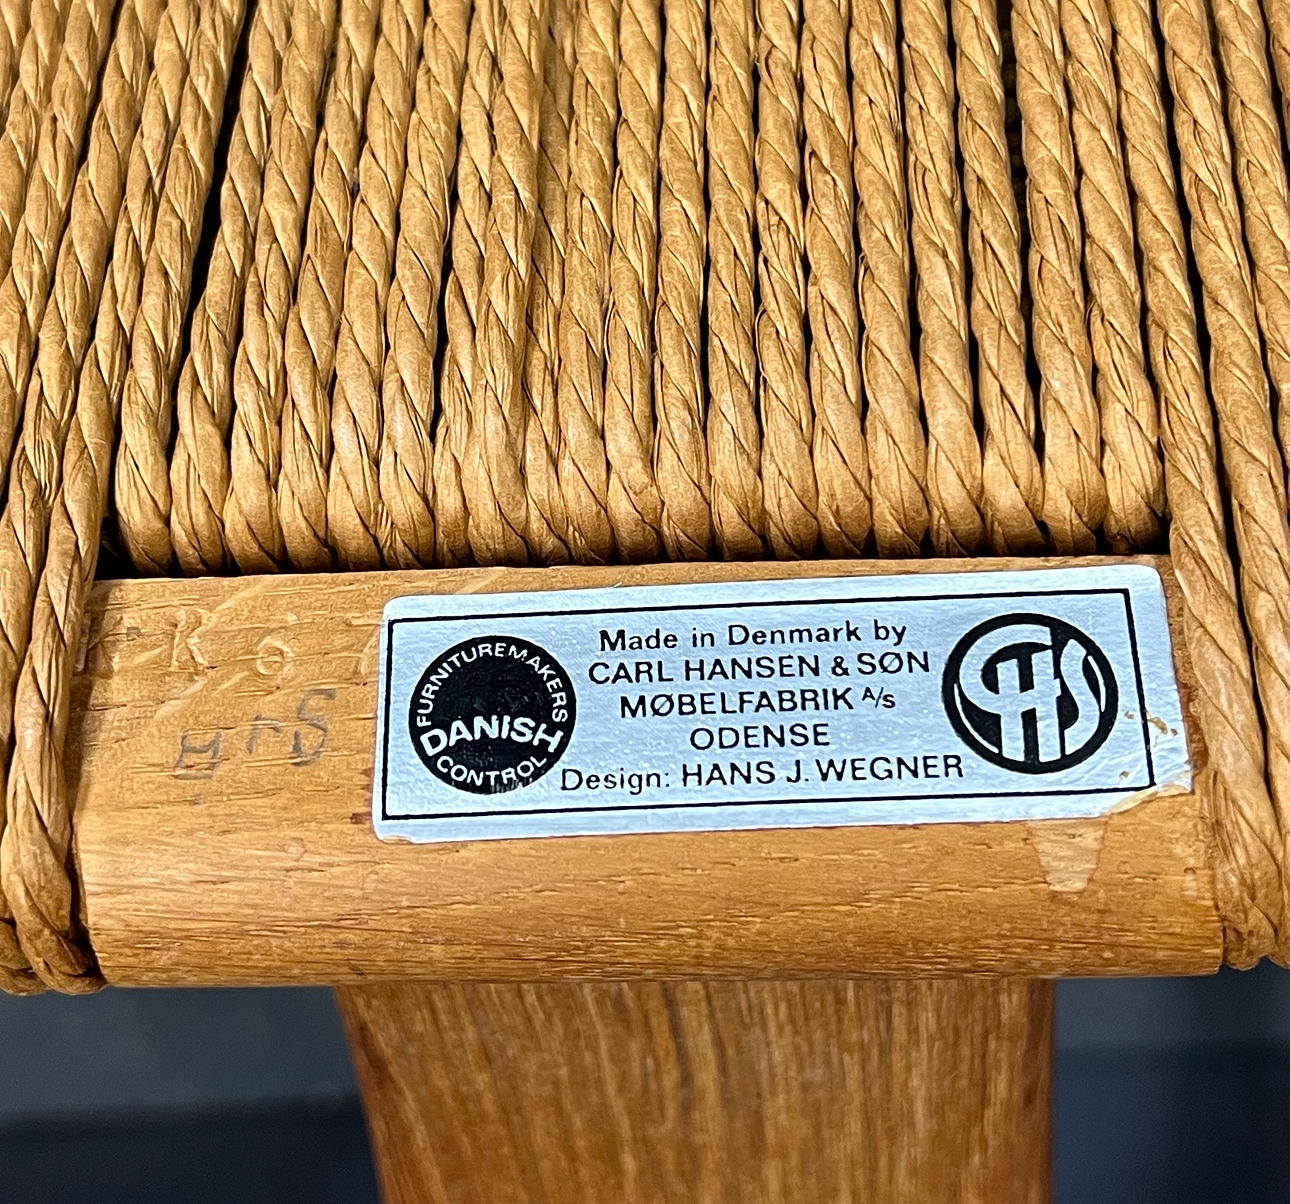 FURNITUREMAKERS
DANISH
CONTROL
Made in Denmark by
CARL HANSEN & SØN
MØBELFABRIK A/s
ODENSE
Design: HANS J. WEGNER
CHS